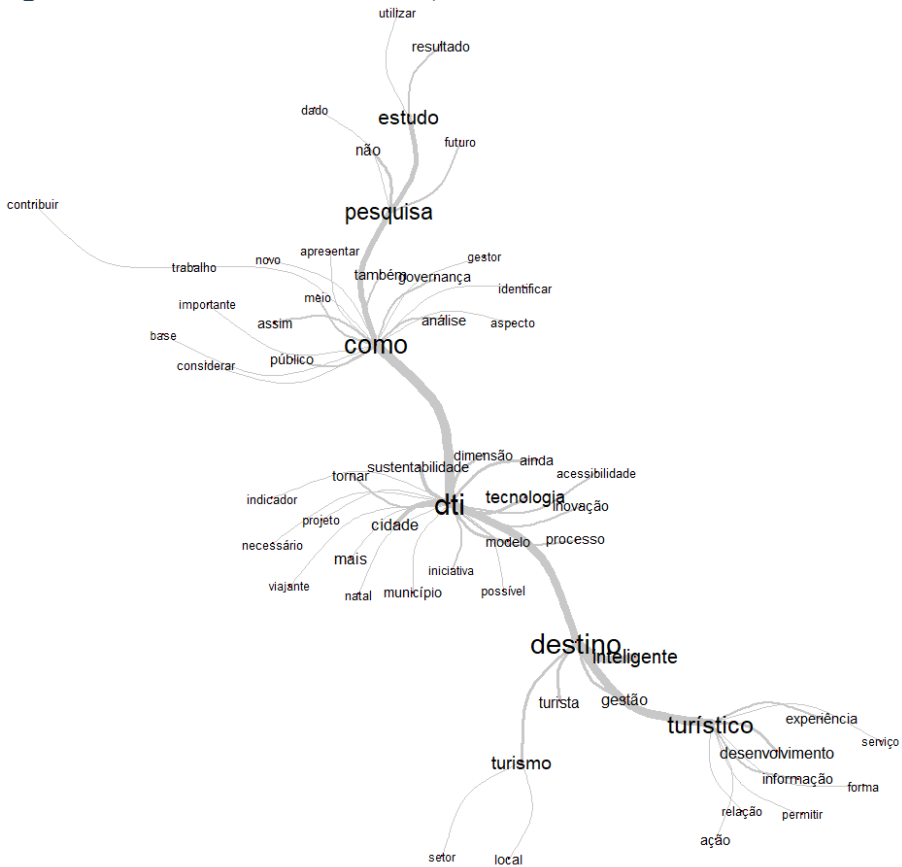 utilizar
resultado
dado
estudo
não
futuro
contribuir
pesquisa
apresentar
novo
trabalho
também
governança
gestor
identificar
importante
meio
assim
análise
aspecto
base
como
público
considerar
dimensão
ainda
sustentabilidade
tornar
acessibilidade
indicador
dti
tecnologia
inovação
projeto
cidade
necessário
modelo
processo
mais
iniciativa
viajante
natal
município
possível
destino
inteligente
turista
gestão
turístico
experiência
serviço
turismo
desenvolvimento
informação
forma
relação
permitir
ação
setor
local